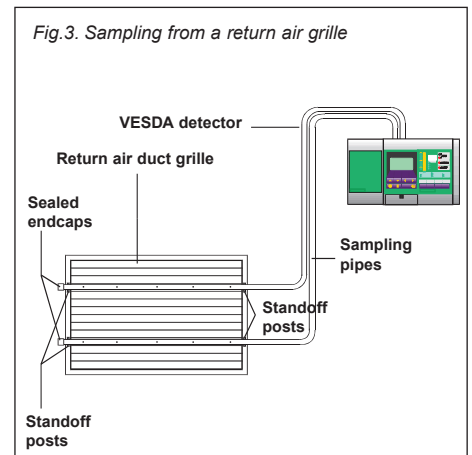 Fig.3. Sampling from a return air grille
VESDA detector
Return air duct grille
Sealed
endcaps
Sampling
pipes
Standoff
posts
Standoff
posts